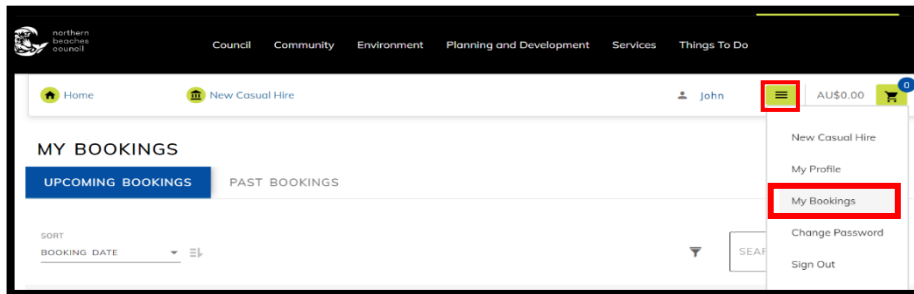 northern
beaches
council
Council Community Environment Planning and Development Services Things To Do
0
Home New Casual Hire John AU$0.00
New Casual Hire
MY BOOKINGS
My Profile
UPCOMING BOOKINGS PAST BOOKINGS
My Bookings
Change Password
SORT
BOOKING DATE
Sign Out